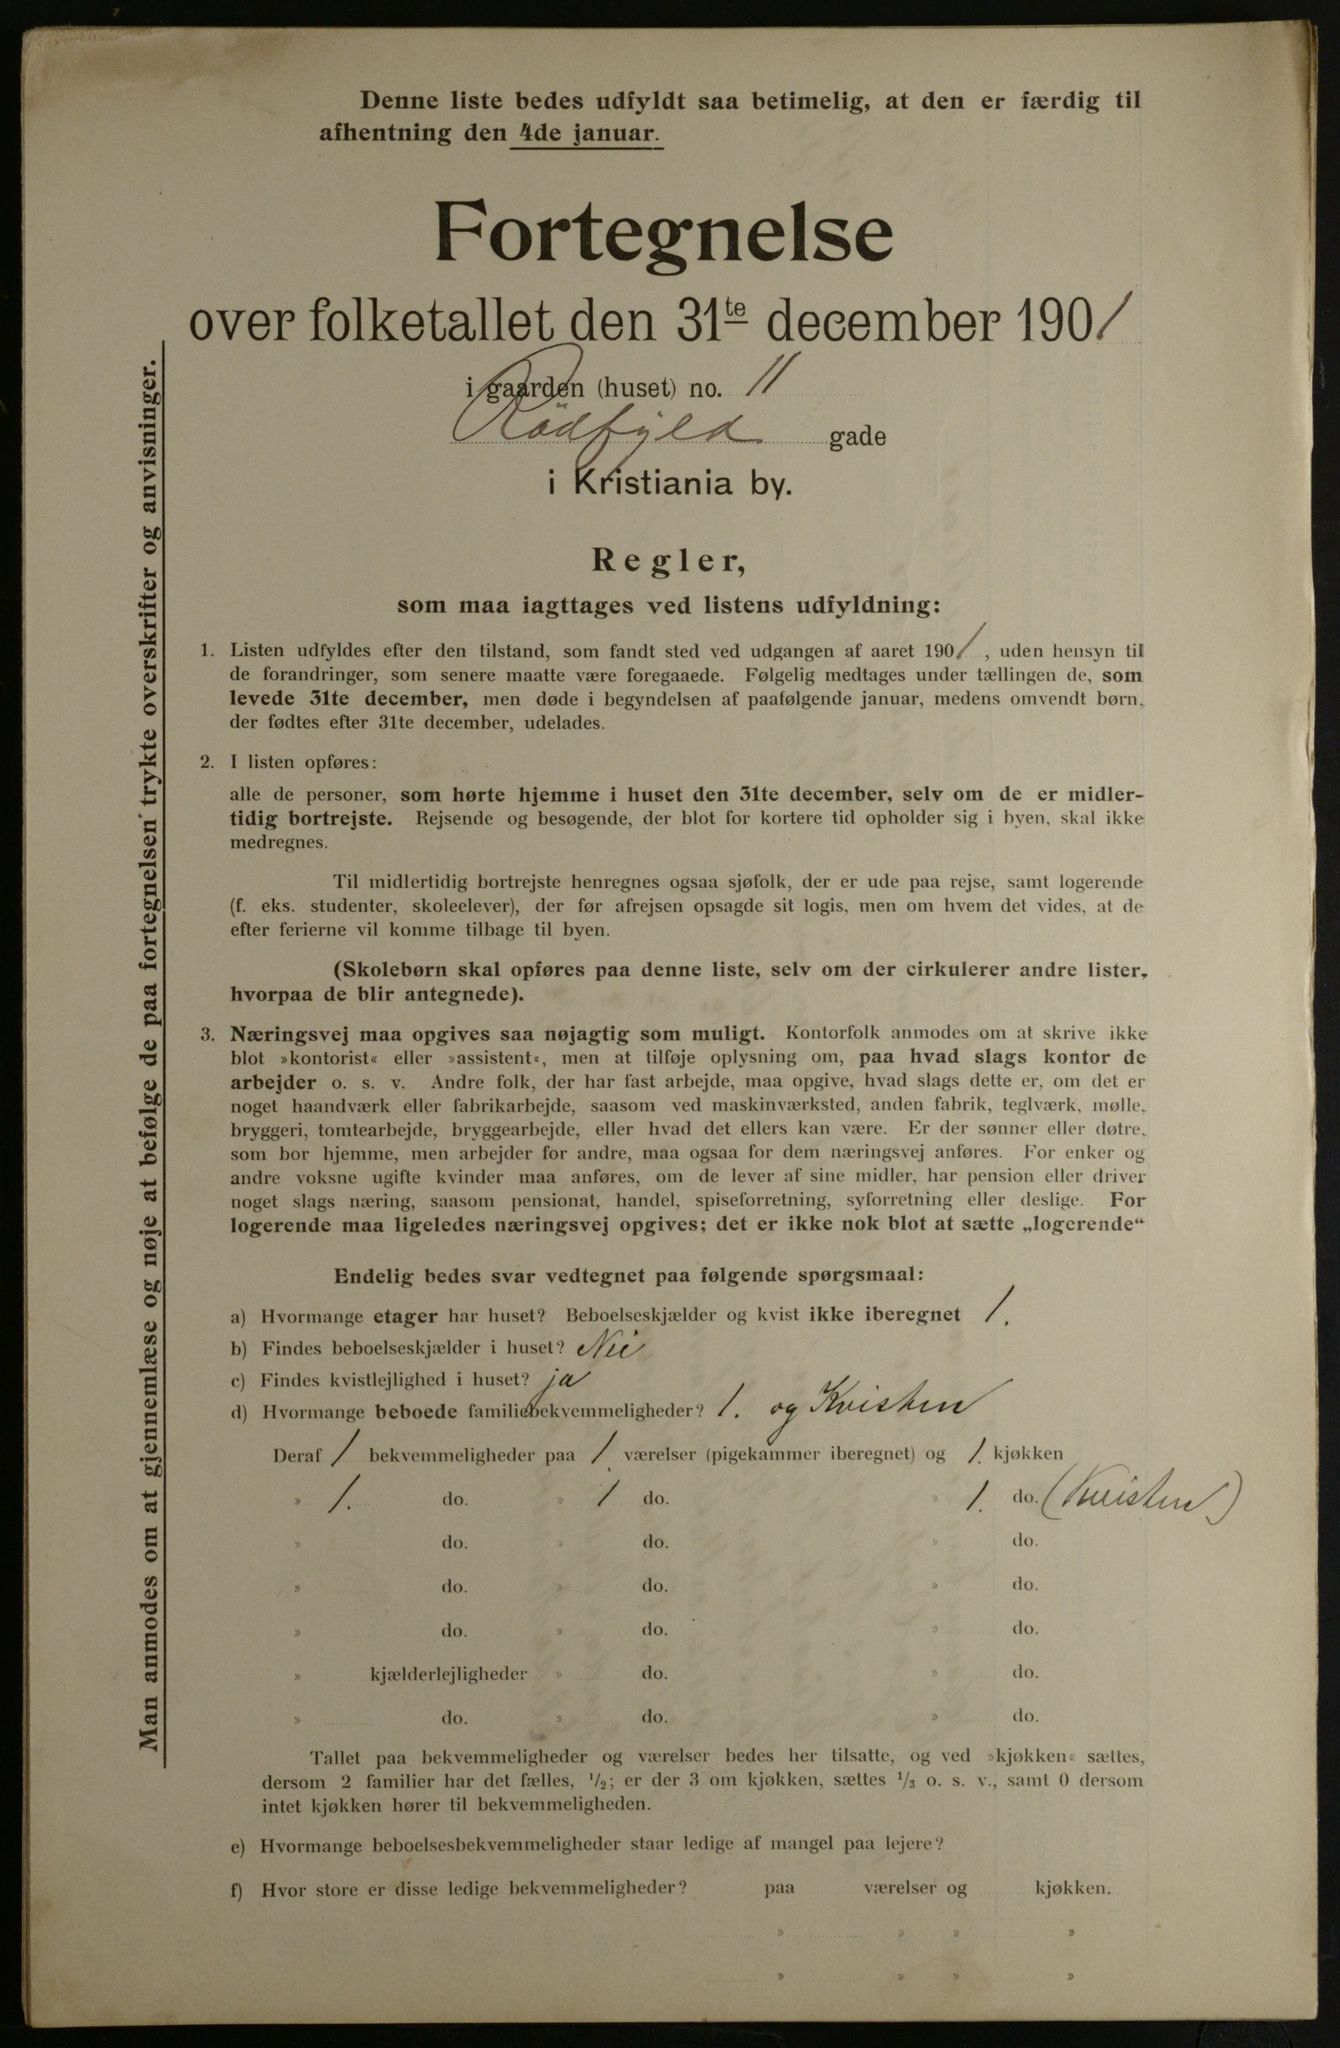 Denne liste bedes udfyldt saa betimelig, at den er færdig til
afhentning den 4de januar.
Fortegnelse
over folketallet den 31te december 1901
i gaarden (huset) no. 11
Rödfyld gade
i Kristiania by.
Regler,
som maa iagttages ved listens udfyldning:
1. Listen udfyldes efter den tilstand, som fandt sted ved udgangen af aaret 1901, uden hensyn til
de forandringer, som senere maatte være foregaaede. Følgelig medtages under tællingen de, som
levede 31te december, men døde i begyndelsen af paafølgende januar, medens omvendt børn,
der fødtes efter 31te december, udelades.
2. I listen opføres:
alle de personer, som hørte hjemme i huset den 31te december, selv om de er midler-
tidig bortrejste. Rejsende og besøgende, der blot for kortere tid opholder sig i byen, skal ikke
medregnes.
Til midlertidig bortrejste henregnes ogsaa sjøfolk, der er ude paa rejse, samt logerende
(f. eks. studenter, skoleelever), der før afrejsen opsagde sit logis, men om hvem det vides, at de
efter ferierne vil komme tilbage til byen.
(Skolebørn skal opføres paa denne liste, selv om der cirkulerer andre lister,
hvorpaa de blir antegnede).
3. Næringsvej maa opgives saa nøjagtig som muligt. Kontorfolk anmodes om at skrive ikke
blot »kontorist« eller »assistent«, men at tilføje oplysning om, paa hvad slags kontor de
arbejder o. s. v. Andre folk, der har fast arbejde, maa opgive, hvad slags dette er, om det er
noget haandværk eller fabrikarbejde, saasom ved maskinværksted, anden fabrik, teglværk, mølle,
bryggeri, tomtearbejde, bryggearbejde, eller hvad det ellers kan være. Er der sønner eller døtre,
som bor hjemme, men arbejder for andre, maa ogsaa for dem næringsvej anføres. For enker og
andre voksne ugifte kvinder maa anføres, om de lever af sine midler, har pension eller driver
noget slags næring, saasom pensionat, handel, spiseforretning, syforretning eller deslige. For
logerende maa ligeledes næringsvej opgives; det er ikke nok blot at sætte „logerende“
Endelig bedes svar vedtegnet paa følgende spørgsmaal:
a) Hvormange etager har huset? Beboelseskjælder og kvist ikke iberegnet 1.
b) Findes beboelseskjælder i huset? Nei
c) Findes kvistlejlighed i huset? ja
d) Hvormange beboede familiebekvemmeligheder? 1. og Kvisten
Deraf 1 bekvemmeligheder paa 1. værelser (pigekammer iberegnet) og 1. kjøkken
» 1. do. » 1 do. » 1. do. (Kvisten)
» do. » do. » do.
» do. » do. » do.
» do. » do. » do.
» kjælderlejligheder » do. » do.
» do. » do. » do.
Tallet paa bekvemmeligheder og værelser bedes her tilsatte, og ved »kjøkken« sættes,
dersom 2 familier har det fælles, 1/2; er der 3 om kjøkken, sættes 1/3 o. s. v., samt 0 dersom
intet kjøkken hører til bekvemmeligheden.
e) Hvormange beboelsesbekvemmeligheder staar ledige af mangel paa lejere?
f) Hvor store er disse ledige bekvemmeligheder? paa værelser og kjøkken.
» » » »
» » » »
Man anmodes om at gjennemlæse og nøje at befølge de paa fortegnelsen trykte overskrifter og anvisninger.